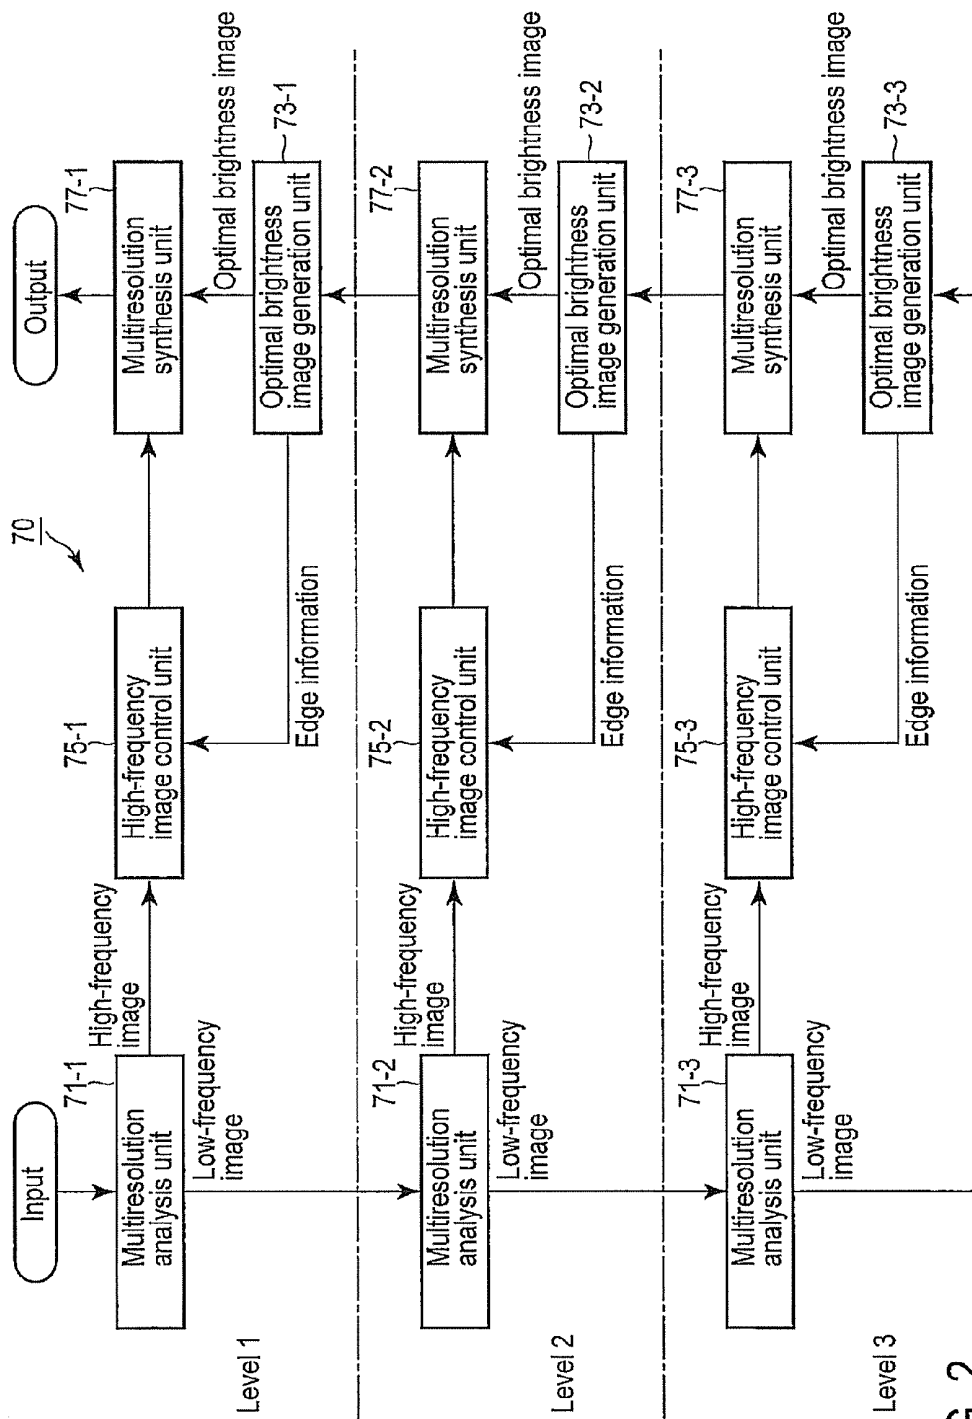 70
Input
Output
71-1
Multiresolution
analysis unit
High-frequency
image
75-1
High-frequency
image control unit
77-1
Multiresolution
synthesis unit
Low-frequency
image
Edge information
Optimal brightness image
73-1
Optimal brightness
image generation unit
Level 1
71-2
Multiresolution
analysis unit
High-frequency
image
75-2
High-frequency
image control unit
77-2
Multiresolution
synthesis unit
Low-frequency
image
Edge information
Optimal brightness image
73-2
Optimal brightness
image generation unit
Level 2
71-3
Multiresolution
analysis unit
High-frequency
image
75-3
High-frequency
image control unit
77-3
Multiresolution
synthesis unit
Low-frequency
image
Edge information
Optimal brightness image
73-3
Optimal brightness
image generation unit
Level 3
2